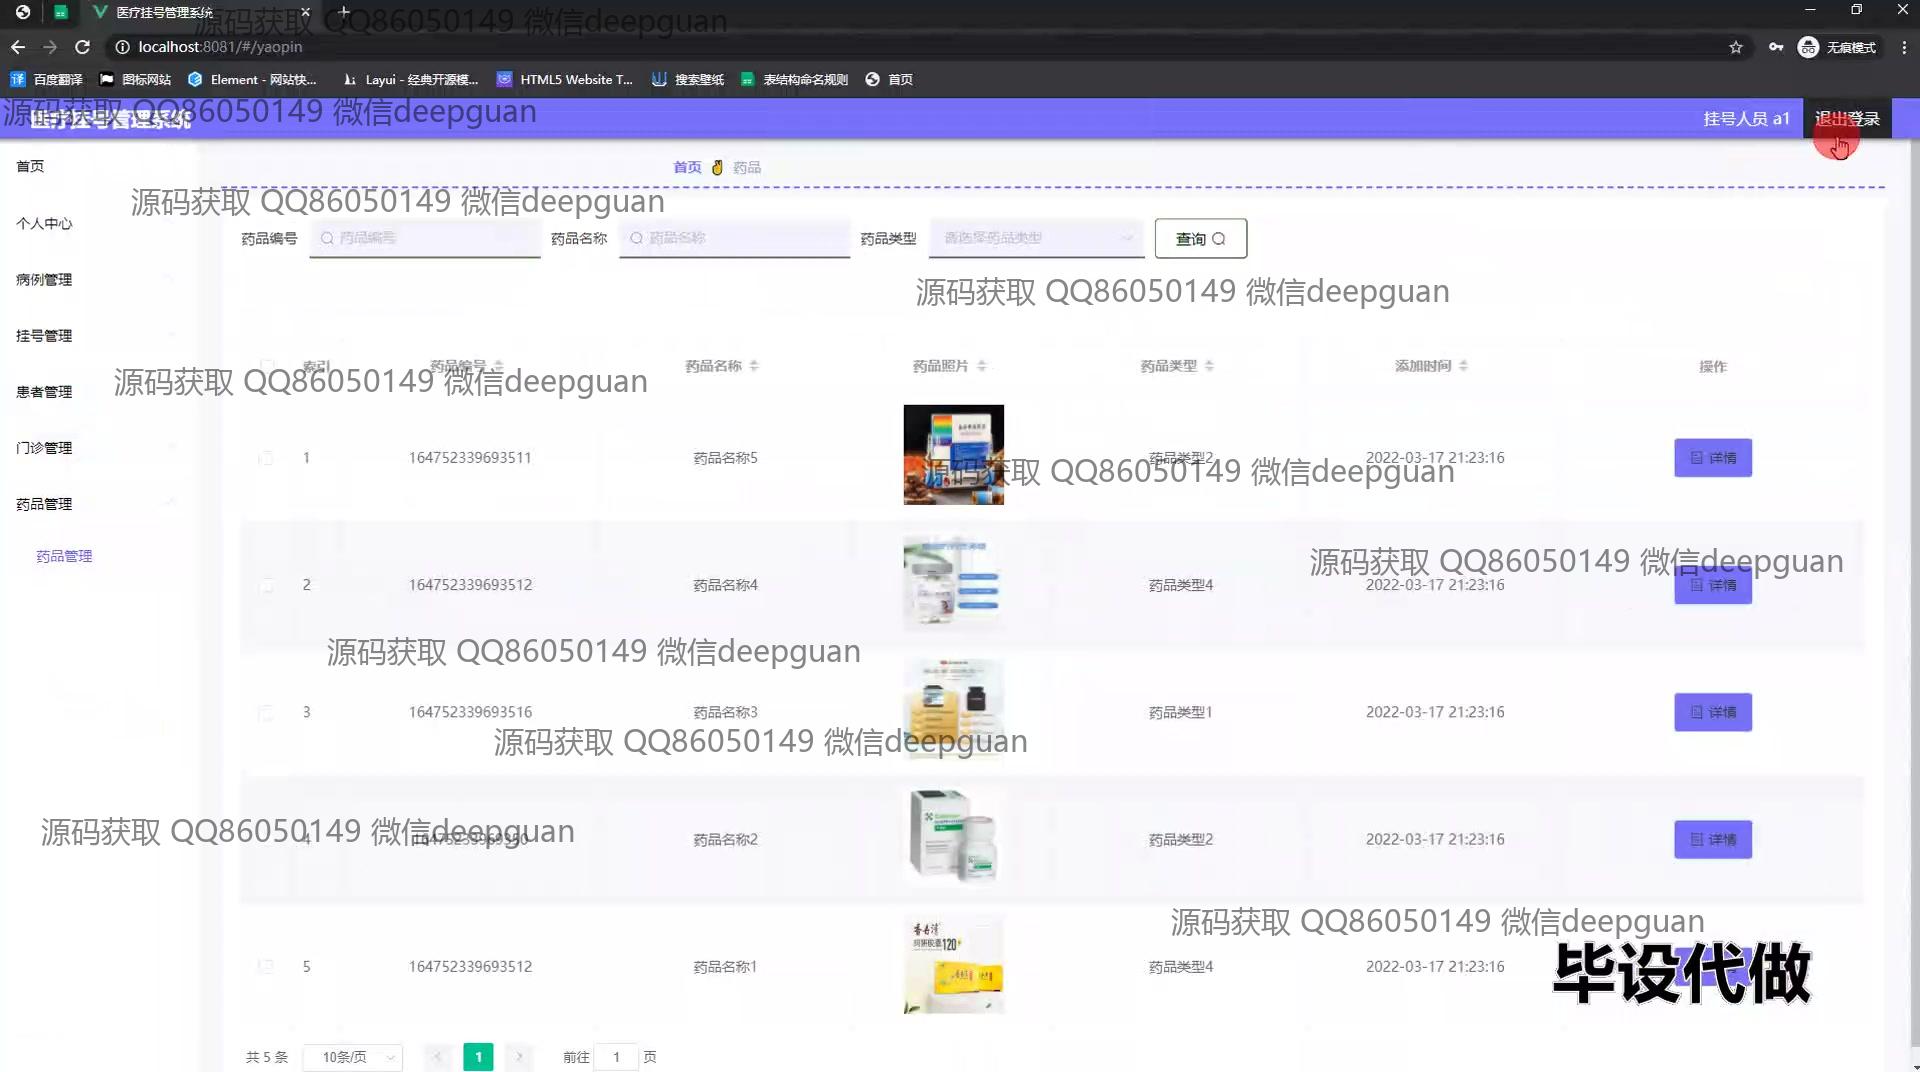 医疗挂号管理系统
localhost:8081/#/yaopin
无痕模式
百度翻译 图标网站 Element - 网站快... Layui - 经典开源模... HTML5 Website T... 搜索壁纸 表结构命名规则 首页
源码获取 QQ86050149 微信deepguan
源码获取 QQ86050149 微信deepguan
医疗挂号管理系统 挂号人员 a1 退出登录
首页
个人中心
病例管理
挂号管理
患者管理
门诊管理
药品管理
药品管理
首页 药品
源码获取 QQ86050149 微信deepguan
药品编号 药品编号 药品名称 药品名称 药品类型 请选择药品类型 查询
源码获取 QQ86050149 微信deepguan
索引 药品编号 药品名称 药品照片 药品类型 添加时间 操作
源码获取 QQ86050149 微信deepguan
1 164752339693511 药品名称5 药品类型2 2022-03-17 21:23:16 详情
源码获取 QQ86050149 微信deepguan
源码获取 QQ86050149 微信deepguan
2 164752339693512 药品名称4 药品类型4 2022-03-17 21:23:16 详情
源码获取 QQ86050149 微信deepguan
3 164752339693516 药品名称3 药品类型1 2022-03-17 21:23:16 详情
源码获取 QQ86050149 微信deepguan
源码获取 QQ86050149 微信deepguan
4 药品名称2 药品类型2 2022-03-17 21:23:16 详情
源码获取 QQ86050149 微信deepguan
5 164752339693512 药品名称1 药品类型4 2022-03-17 21:23:16
毕设代做
共 5 条 10条/页 1 前往 1 页